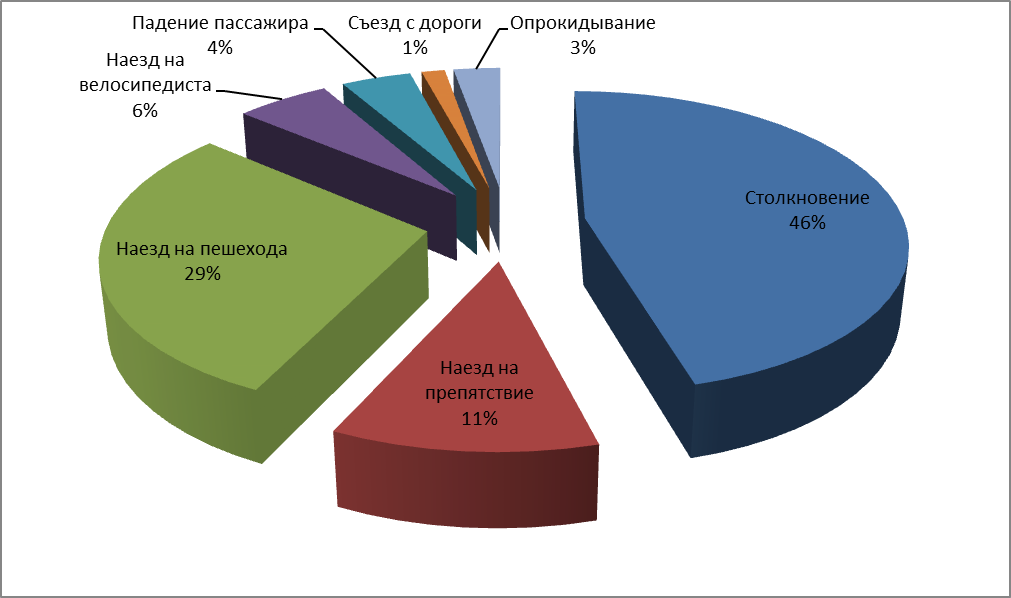 Падение пассажира
4%
Съезд с дороги
1%
Опрокидывание
3%
Наезд на
велосипедиста
6%
Столкновение
46%
Наезд на пешехода
29%
Наезд на
препятствие
11%